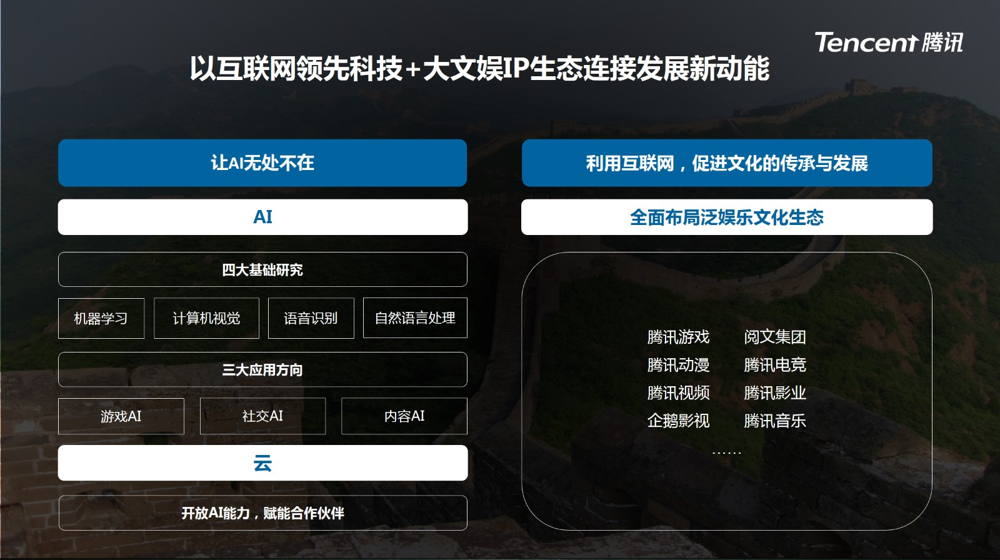 Tencent腾讯
以互联网领先科技+大文娱IP生态连接发展新动能
让AI无处不在
AI
四大基础研究
机器学习
计算机视觉
语音识别
自然语言处理
三大应用方向
游戏AI
社交AI
内容AI
云
开放AI能力，赋能合作伙伴
利用互联网，促进文化的传承与发展
全面布局泛娱乐文化生态
腾讯游戏 阅文集团
腾讯动漫 腾讯电竞
腾讯视频 腾讯影业
企鹅影视 腾讯音乐
……